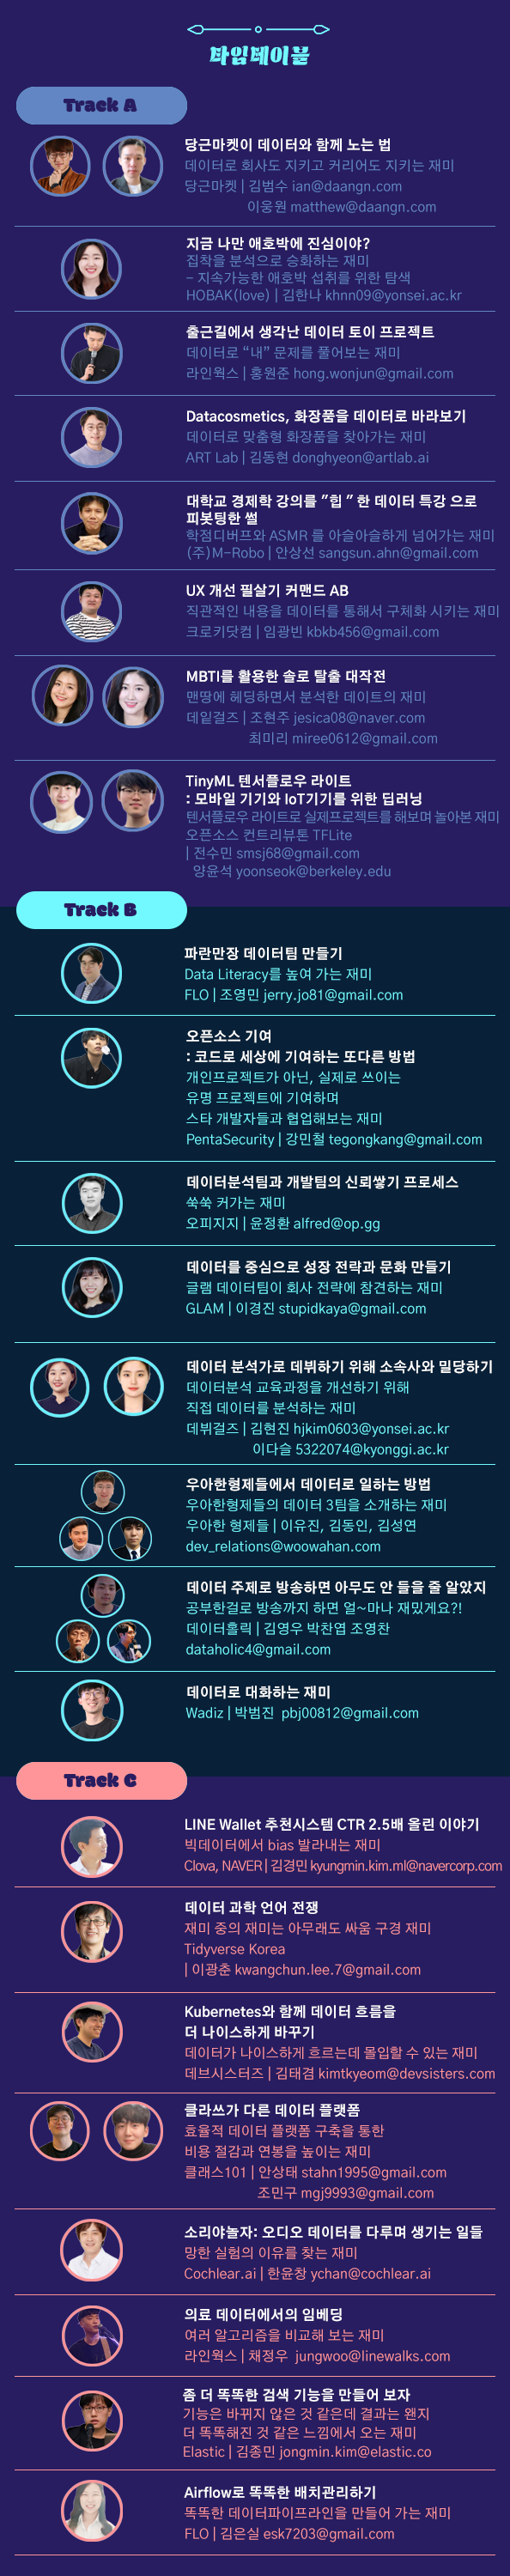 타임테이블
Track A
당근마켓이 데이터와 함께 노는 법
데이터로 회사도 지키고 커리어도 지키는 재미
당근마켓 | 김범수 ian@daangn.com
이웅원 matthew@daangn.com
지금 나만 애호박에 진심이야?
집착을 분석으로 승화하는 재미
- 지속가능한 애호박 섭취를 위한 탐색
HOBAK(love) | 김한나 khnn09@yonsei.ac.kr
출근길에서 생각난 데이터 토이 프로젝트
데이터로 “내” 문제를 풀어보는 재미
라인웍스 | 홍원준 hong.wonjun@gmail.com
Datacosmetics, 화장품을 데이터로 바라보기
데이터로 맞춤형 화장품을 찾아가는 재미
ART Lab | 김동현 donghyeon@artlab.ai
대학교 경제학 강의를 ”힙 ” 한 데이터 특강 으로
피봇팅한 썰
학점디버프와 ASMR 를 아슬아슬하게 넘어가는 재미
(주)M-Robo | 안상선 sangsun.ahn@gmail.com
UX 개선 필살기 커맨드 AB
직관적인 내용을 데이터를 통해서 구체화 시키는 재미
크로키닷컴 | 임광빈 kbkb456@gmail.com
MBTI를 활용한 솔로 탈출 대작전
맨땅에 헤딩하면서 분석한 데이트의 재미
데잍걸즈 | 조현주 jesica08@naver.com
최미리 miree0612@gmail.com
TinyML 텐서플로우 라이트
: 모바일 기기와 IoT기기를 위한 딥러닝
텐서플로우 라이트로 실제프로젝트를 해보며 놀아본 재미
오픈소스 컨트리뷰톤 TFLite
| 전수민 smsj68@gmail.com
양윤석 yoonseok@berkeley.edu
Track B
파란만장 데이터팀 만들기
Data Literacy를 높여 가는 재미
FLO | 조영민 jerry.jo81@gmail.com
오픈소스 기여
: 코드로 세상에 기여하는 또다른 방법
개인프로젝트가 아닌, 실제로 쓰이는
유명 프로젝트에 기여하며
스타 개발자들과 협업해보는 재미
PentaSecurity | 강민철 tegongkang@gmail.com
데이터분석팀과 개발팀의 신뢰쌓기 프로세스
쑥쑥 커가는 재미
오피지지 | 윤정환 alfred@op.gg
데이터를 중심으로 성장 전략과 문화 만들기
글램 데이터팀이 회사 전략에 참견하는 재미
GLAM | 이경진 stupidkaya@gmail.com
데이터 분석가로 데뷔하기 위해 소속사와 밀당하기
데이터분석 교육과정을 개선하기 위해
직접 데이터를 분석하는 재미
데뷔걸즈 | 김현진 hjkim0603@yonsei.ac.kr
이다슬 5322074@kyonggi.ac.kr
우아한형제들에서 데이터로 일하는 방법
우아한형제들의 데이터 3팀을 소개하는 재미
우아한 형제들 | 이유진, 김동인, 김성연
dev_relations@woowahan.com
데이터 주제로 방송하면 아무도 안 들을 줄 알았지
공부한걸로 방송까지 하면 얼~마나 재밌게요?!
데이터홀릭 | 김영우 박찬엽 조영찬
dataholic4@gmail.com
데이터로 대화하는 재미
Wadiz | 박범진 pbj00812@gmail.com
Track C
LINE Wallet 추천시스템 CTR 2.5배 올린 이야기
빅데이터에서 bias 발라내는 재미
Clova, NAVER | 김경민 kyungmin.kim.ml@navercorp.com
데이터 과학 언어 전쟁
재미 중의 재미는 아무래도 싸움 구경 재미
Tidyverse Korea
| 이광춘 kwangchun.lee.7@gmail.com
Kubernetes와 함께 데이터 흐름을
더 나이스하게 바꾸기
데이터가 나이스하게 흐르는데 몰입할 수 있는 재미
데브시스터즈 | 김태겸 kimtkyeom@devsisters.com
클라쓰가 다른 데이터 플랫폼
효율적 데이터 플랫폼 구축을 통한
비용 절감과 연봉을 높이는 재미
클래스101 | 안상태 stahn1995@gmail.com
조민구 mgj9993@gmail.com
소리야놀자: 오디오 데이터를 다루며 생기는 일들
망한 실험의 이유를 찾는 재미
Cochlear.ai | 한윤창 ychan@cochlear.ai
의료 데이터에서의 임베딩
여러 알고리즘을 비교해 보는 재미
라인웍스 | 채정우 jungwoo@linewalks.com
좀 더 똑똑한 검색 기능을 만들어 보자
기능은 바뀌지 않은 것 같은데 결과는 왠지
더 똑똑해진 것 같은 느낌에서 오는 재미
Elastic | 김종민 jongmin.kim@elastic.co
Airflow로 똑똑한 배치관리하기
똑똑한 데이터파이프라인을 만들어 가는 재미
FLO | 김은실 esk7203@gmail.com